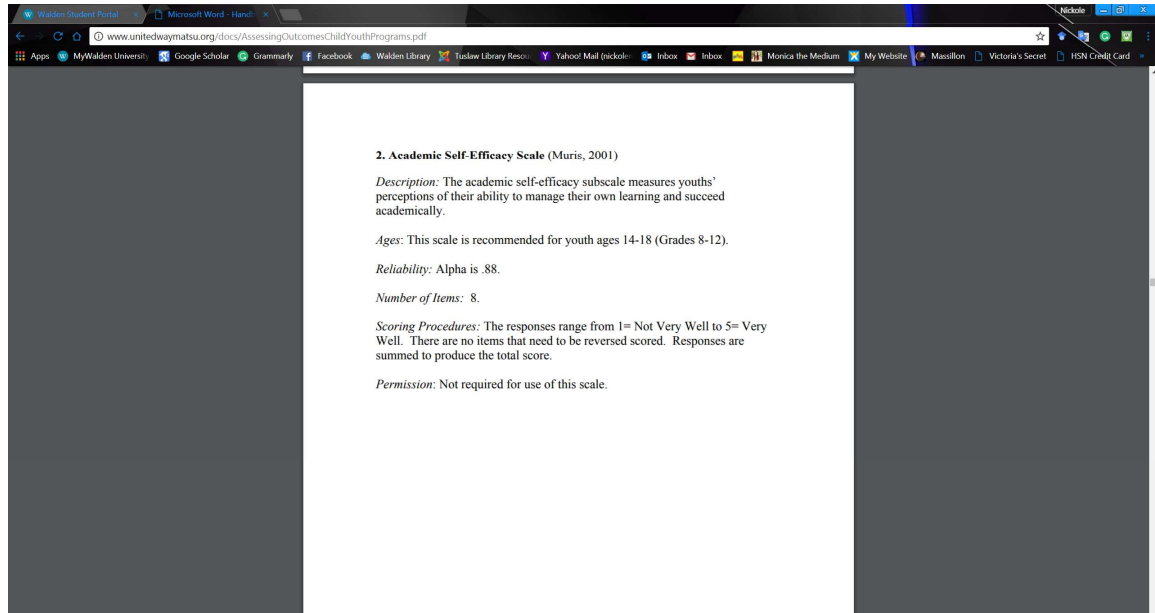 Walden Student Portal
Microsoft Word - Hand
Nickole
www.unitedwaymatsu.org/docs/AssessingOutcomesChildYouthPrograms.pdf
Apps MyWalden University Google Scholar Grammarly Facebook Walden Library Tuslaw Library Resou Yahoo! Mail (nickole Inbox Inbox Monica the Medium My Website Massillon Victoria's Secret HSN Credit Card »
2. Academic Self-Efficacy Scale (Muris, 2001)
Description: The academic self-efficacy subscale measures youths'
perceptions of their ability to manage their own learning and succeed
academically.
Ages: This scale is recommended for youth ages 14-18 (Grades 8-12).
Reliability: Alpha is .88.
Number of Items: 8.
Scoring Procedures: The responses range from 1= Not Very Well to 5= Very
Well. There are no items that need to be reversed scored. Responses are
summed to produce the total score.
Permission: Not required for use of this scale.